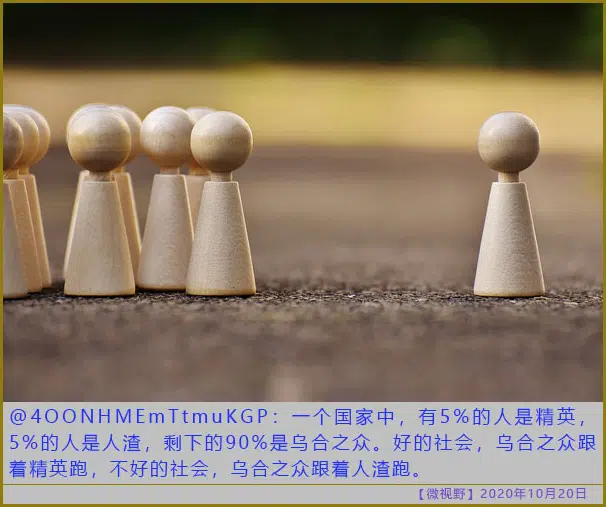 @4OONHMEmTtmuKGP：一个国家中，有5%的人是精英，
5%的人是人渣，剩下的90%是乌合之众。好的社会，乌合之众跟
着精英跑，不好的社会，乌合之众跟着人渣跑。
【微视野】2020年10月20日